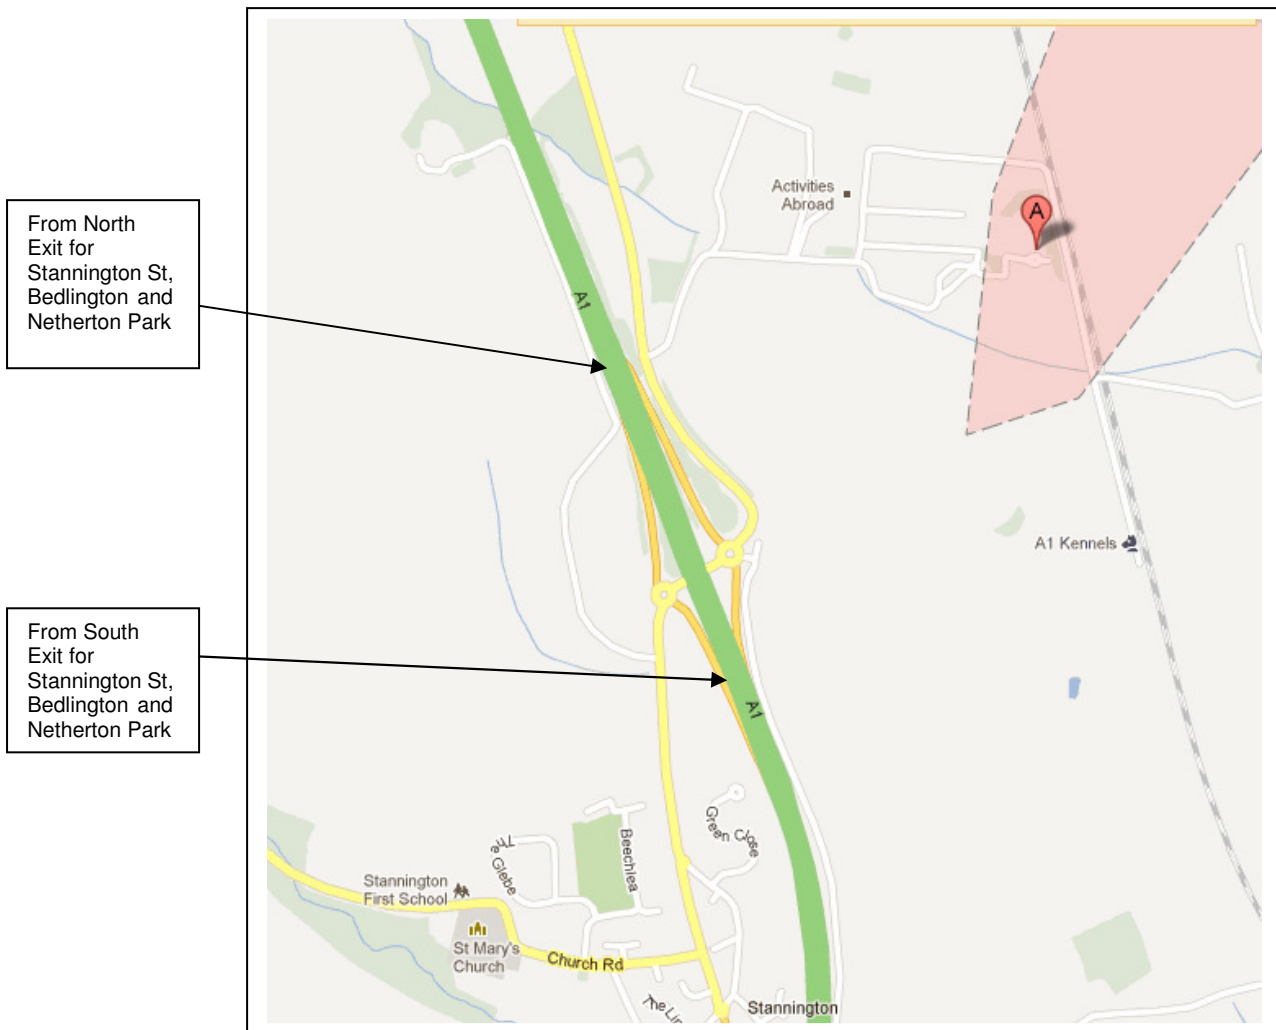 From North
Exit for
Stannington St,
Bedlington and
Netherton Park
From South
Exit for
Stannington St,
Bedlington and
Netherton Park
Activities
Abroad
A
A1
A1 Kennels
A1
Green Close
Beechlea
The Glebe
Stannington
First School
St Mary's
Church
Church Rd
Stannington